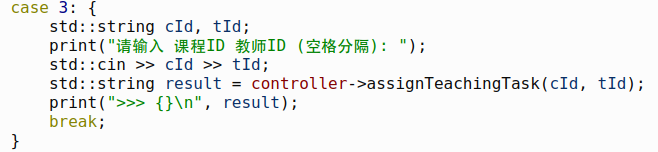 case 3: {
    std::string cId, tId;
    print("请输入 课程ID 教师ID (空格分隔): ");
    std::cin >> cId >> tId;
    std::string result = controller->assignTeachingTask(cId, tId);
    print(">>> {}\n", result);
    break;
}